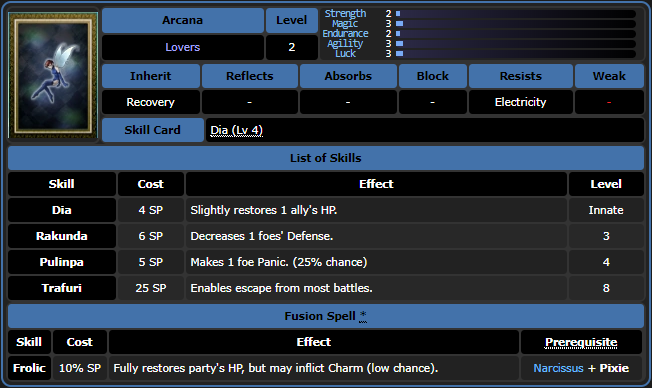 Arcana Level
Lovers 2
Strength 2
Magic 3
Endurance 2
Agility 3
Luck 3
Inherit Reflects Absorbs Block Resists Weak
Recovery - - - Electricity -
Skill Card Dia (Lv 4)
List of Skills
Skill Cost Effect Level
Dia 4 SP Slightly restores 1 ally's HP. Innate
Rakunda 6 SP Decreases 1 foes' Defense. 3
Pulinpa 5 SP Makes 1 foe Panic. (25% chance) 4
Trafuri 25 SP Enables escape from most battles. 8
Fusion Spell *
Skill Cost Effect Prerequisite
Frolic 10% SP Fully restores party's HP, but may inflict Charm (low chance). Narcissus + Pixie